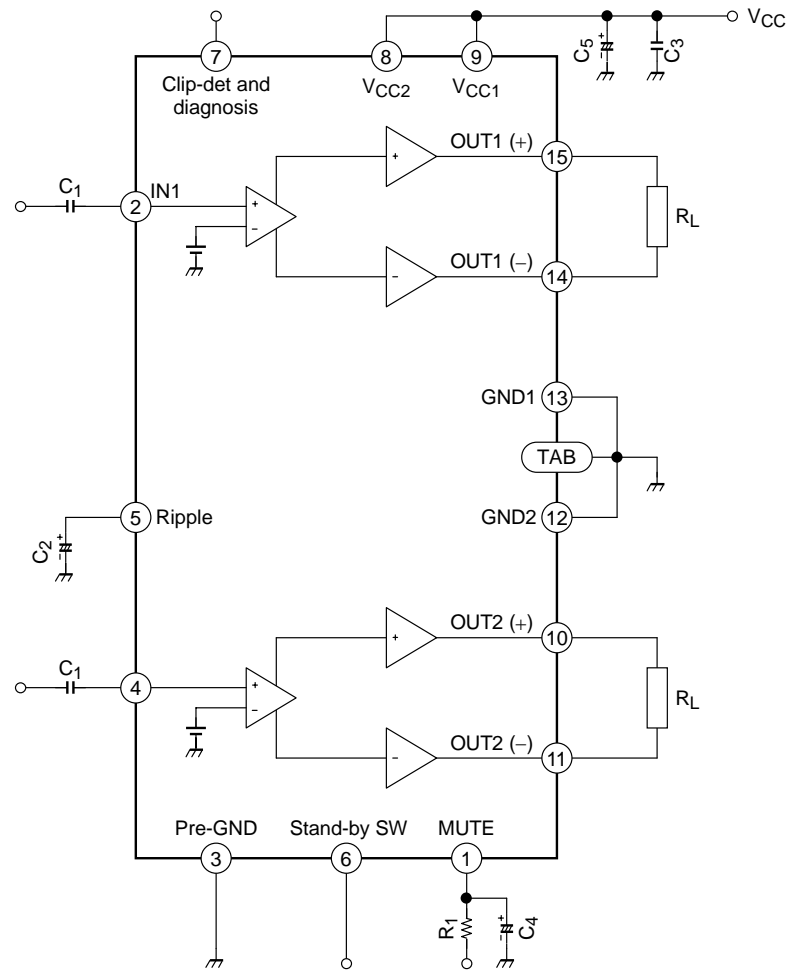 VCC
C5
+
-
C3
7
8
9
Clip-det and
diagnosis
VCC2
VCC1
OUT1 (+)
15
+
C1
2
IN1
+
−
RL
OUT1 (−)
14
−
GND1
13
TAB
5
Ripple
GND2
12
C2
+
-
OUT2 (+)
10
+
C1
4
+
−
RL
OUT2 (−)
11
−
Pre-GND
Stand-by SW
MUTE
3
6
1
R1
+
-
C4